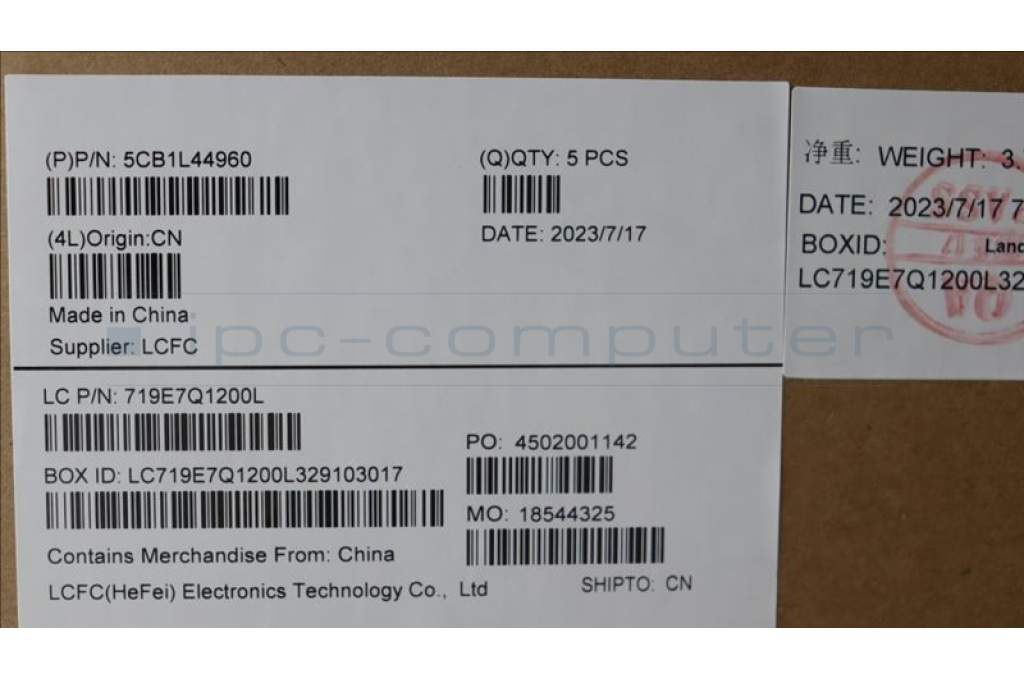 (P)P/N: 5CB1L44960
(Q)QTY: 5 PCS
(4L)Origin:CN
DATE: 2023/7/17
Made in China
Supplier: LCFC
ipc-computer
LC P/N: 719E7Q1200L
PO: 4502001142
BOX ID: LC719E7Q1200L329103017
MO: 18544325
Contains Merchandise From: China
LCFC(HeFei) Electronics Technology Co., Ltd
SHIPTO: CN
净重: WEIGHT: 3.
DATE: 2023/7/17 7
BOXID:
Land
LC719E7Q1200L32